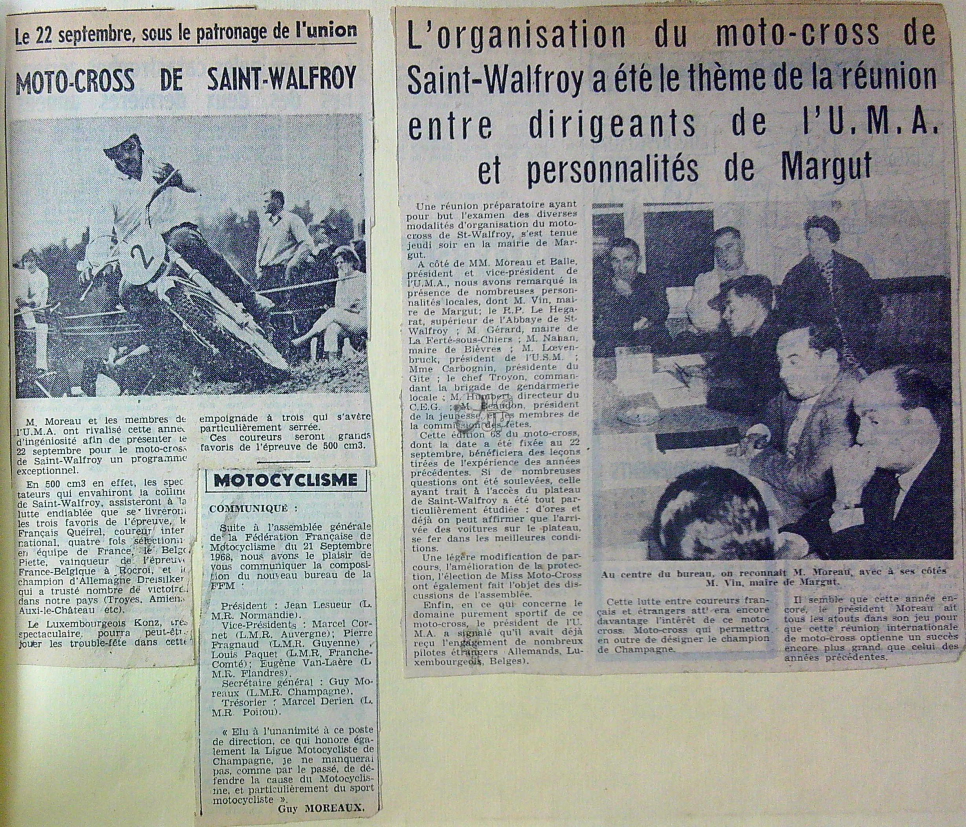 Le 22 septembre, sous le patronage de l'union
MOTO-CROSS DE SAINT-WALFROY
2
M. Moreau et les membres de
l'U.M.A. ont rivalisé cette année
d'ingéniosité afin de présenter le
22 septembre pour le moto-cross
de Saint-Walfroy un programme
exceptionnel.
En 500 cm3 en effet, les spec
tateurs qui envahiront la colline
de Saint-Walfroy, assisteront à la
lutte endiablée que se livreront
les trois favoris de l'épreuve, le
Français Queirel, coureur inter
national, quatre fois sélectionn
en équipe de France, le Belge
Piette, vainqueur de l'épreuve
France-Belgique à Rocroi, et l
champion d'Allemagne Dreisilker
qui a trusté nombre de victoire
dans notre pays (Troyes, Amiens
Auxi-le-Château etc).
Le Luxembourgeois Konz, très
spectaculaire, pourra peut-êtr
jouer les trouble-fête dans cette
empoignade à trois qui s'avère
particulièrement serrée.
Ces coureurs seront grands
favoris de l'épreuve de 500 cm3.
MOTOCYCLISME
COMMUNIQUÉ :
Suite à l'assemblée générale
de la Fédération Française de
Motocyclisme du 21 Septembre
1968, nous avons le plaisir de
vous communiquer la composi-
tion du nouveau bureau de la
FFM :
Président : Jean Lesueur (L.
M.R. Normandie).
Vice-Présidents : Marcel Cor-
net (L.M.R. Auvergne); Pierre
Fragnaud (L.M.R. Guyenne) ;
Louis Paquet (L.M.R. Franche-
Comté); Eugène Van-Laère (L
M.R. Flandres).
Secrétaire général : Guy Mo-
reaux (L.M.R. Champagne).
Trésorier : Marcel Derien (L.
M.R Poitou).
« Elu à l'unanimité à ce poste
de direction, ce qui honore éga-
lement la Ligue Motocycliste de
Champagne, je ne manquerai
pas, comme par le passé, de dé-
fendre la cause du Motocyclis-
me, et particulièrement du sport
motocycliste ».
Guy MOREAUX.
L'organisation du moto-cross de
Saint-Walfroy a été le thème de la réunion
entre dirigeants de l'U.M.A.
et personnalités de Margut
Une réunion préparatoire ayant
pour but l'examen des diverses
modalités d'organisation du moto-
cross de St-Walfroy, s'est tenue
jeudi soir en la mairie de Mar-
gut.
A côté de MM. Moreau et Balle,
président et vice-président de
l'U.M.A., nous avons remarqué la
présence de nombreuses person-
nalités locales, dont M. Vin, mai-
re de Margut; le R.P. Le Hega-
rat, supérieur de l'Abbaye de St-
Walfroy ; M. Gérard, maire de
La Ferté-sous-Chiers ; M. Nanan,
maire de Bièvres ; M. Lœven-
bruck, président de l'U.S.M. ;
Mme Carbognin, présidente du
Gite ; le chef Troyon, comman-
dant la brigade de gendarmerie
locale ; M. Humbert directeur du
C.E.G. ; M. président
de la jeunesse et les membres de
la commission des fêtes.
Cette édition 68 du moto-cross,
dont la date a été fixée au 22
septembre, bénéficiera des leçons
tirées de l'expérience des années
précédentes. Si de nombreuses
questions ont été soulevées, celle
ayant trait à l'accès du plateau
de Saint-Walfroy a été tout par-
ticulièrement étudiée : d'ores et
déjà on peut affirmer que l'arri-
vée des voitures sur le plateau,
se fer dans les meilleures condi
tions.
Une légère modification de par-
cours, l'amélioration de la protec-
tion, l'élection de Miss Moto-Cross
ont également fait l'objet des dis-
cussions de l'assemblée.
Enfin, en ce qui concerne le
domaine purement sportif de ce
moto-cross, le président de l'U.
M.A. a signalé qu'il avait déjà
reçu l'engagement de nombreux
pilotes étrangers (Allemands, Lu-
xembourgeois, Belges).
Au centre du bureau, on reconnait M. Moreau, avec à ses côtés
M. Vin, maire de Margut.
Cette lutte entre coureurs fran-
çais et étrangers att'era encore
davantage l'intérêt de ce moto-
cross. Moto-cross qui permettra
en outre de désigner le champion
de Champagne.
Il semble que cette année en-
core, le président Moreau ait
tous les atouts dans son jeu pour
que cette réunion internationale
de moto-cross obtienne un succès
encore plus grand que celui des
années précédentes.